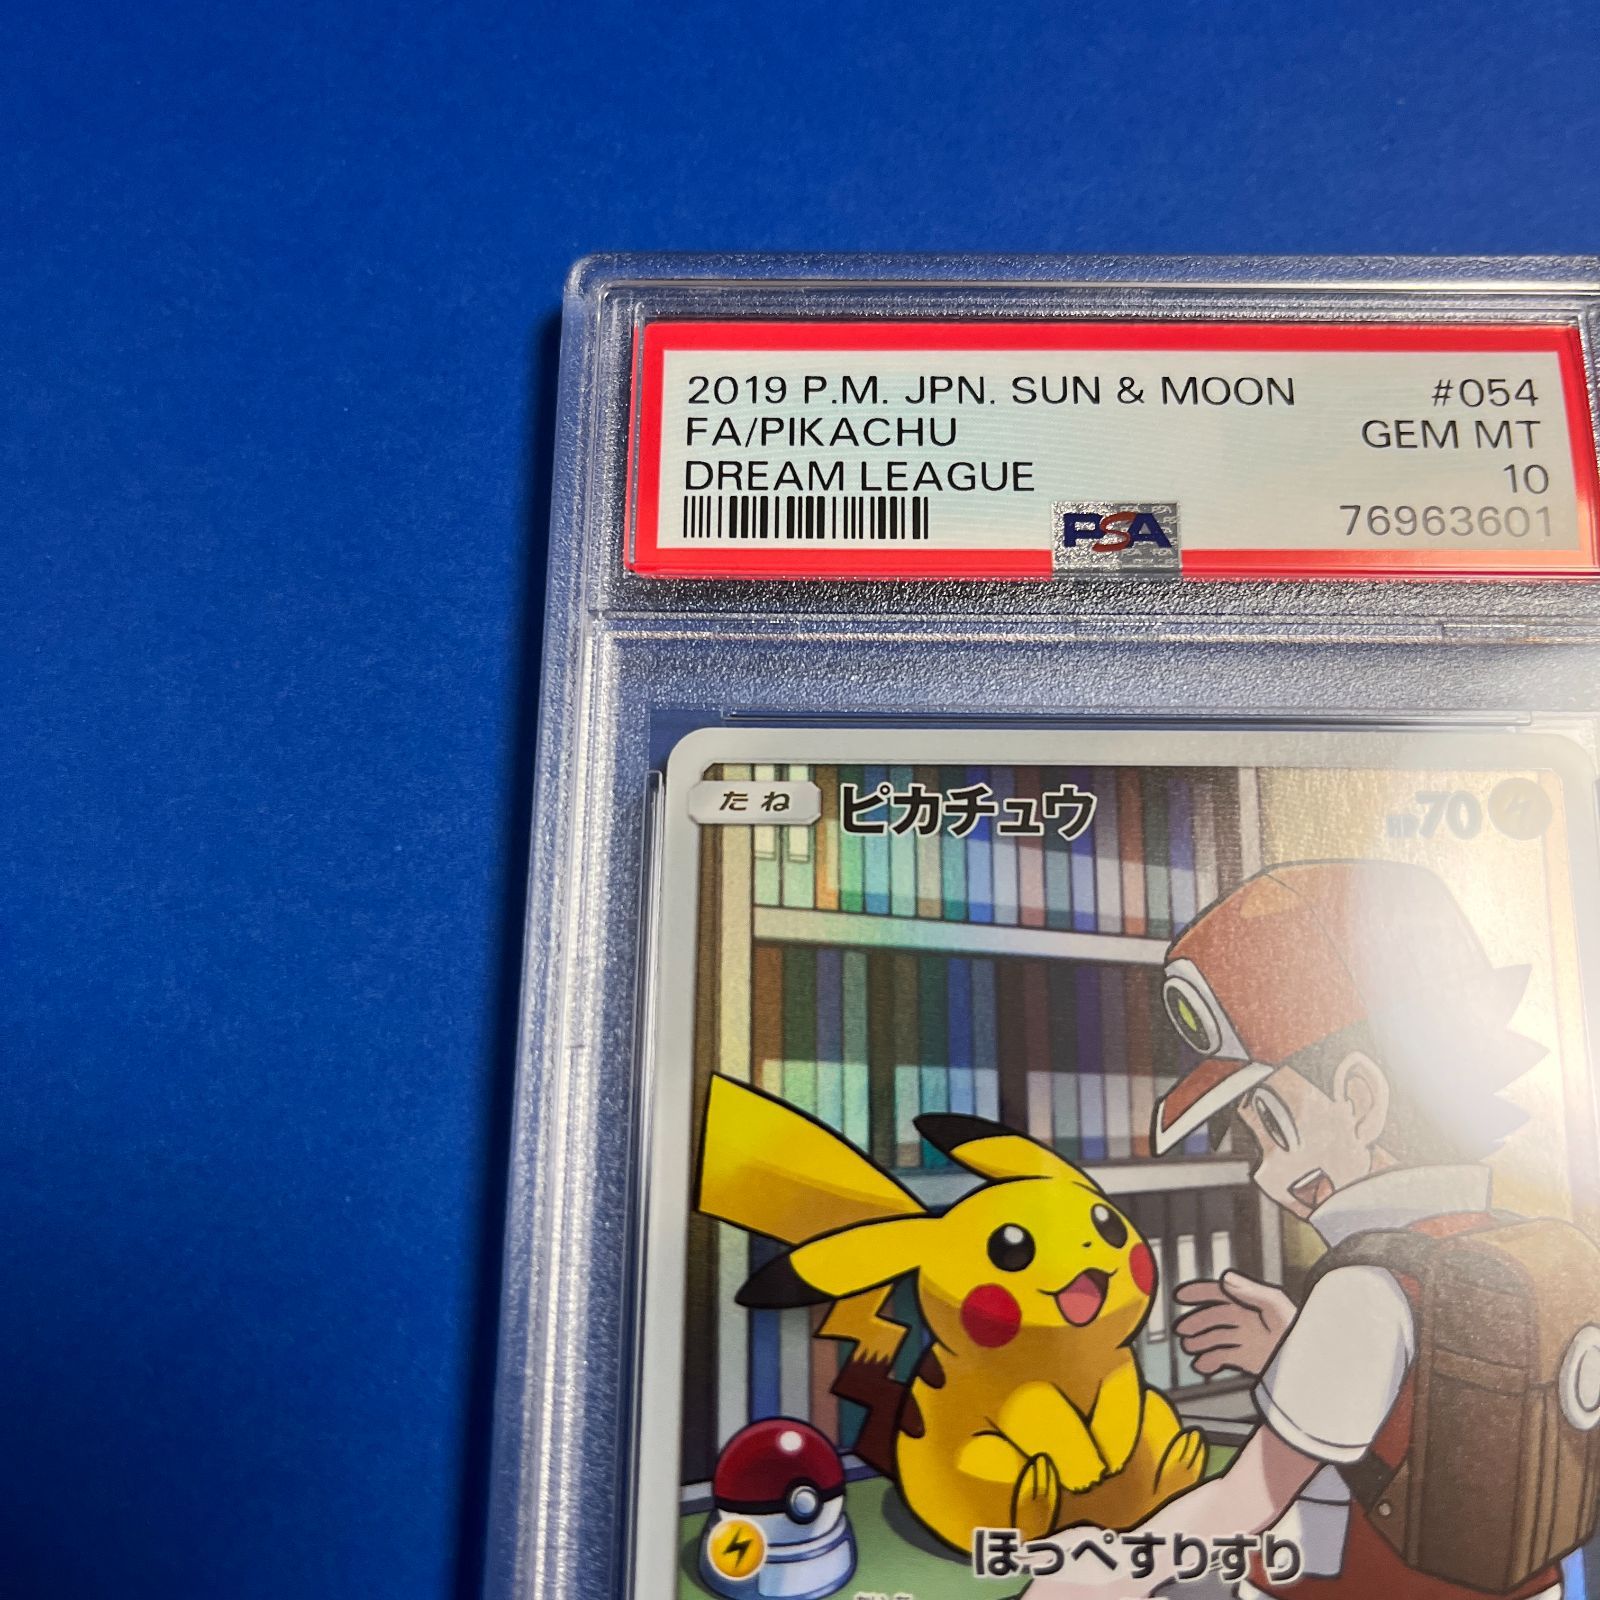 2019 P.M. JPN. SUN & MOON #054
FA/PIKACHU GEM MT
DREAM LEAGUE 10
PSA 76963601
たね ピカチュウ HP70
ほっぺすりすり